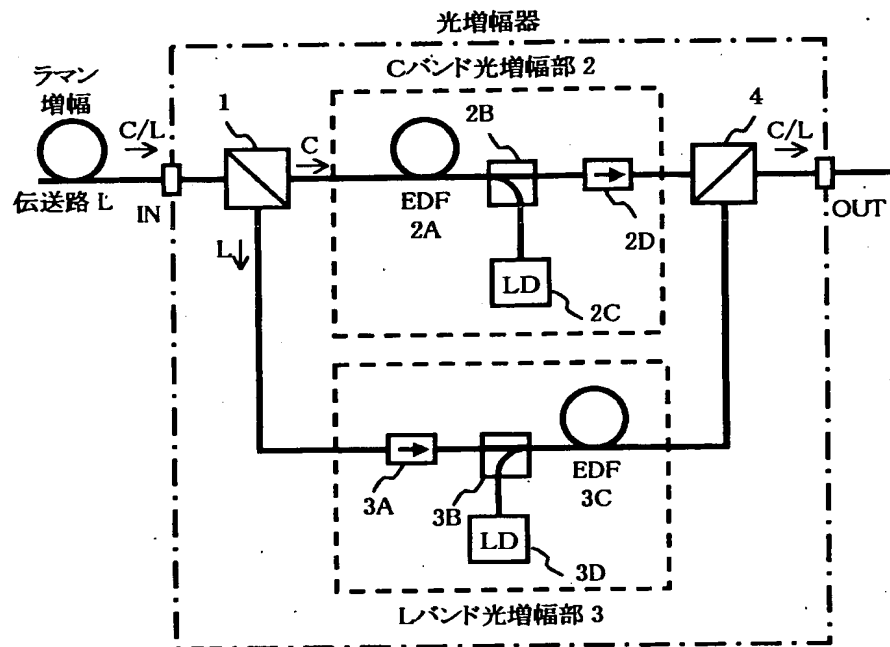 光増幅器
Cバンド光増幅部 2
ラマン
増幅
C/L
伝送路 L
IN
1
C
L
EDF
2A
2B
LD
2C
2D
4
C/L
OUT
3A
3B
LD
3D
EDF
3C
Lバンド光増幅部 3